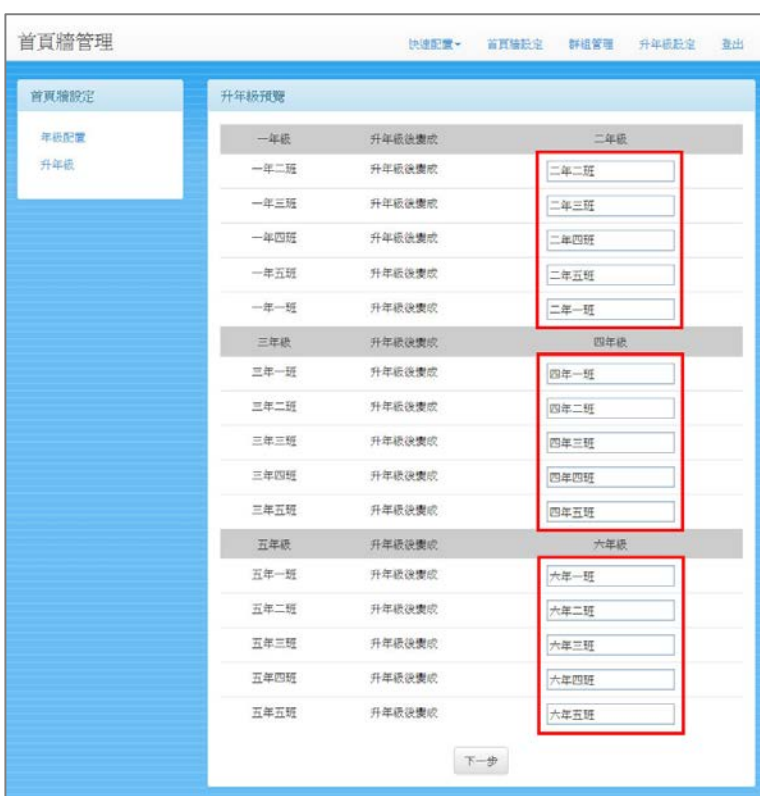 首頁牆管理 快速配置 首頁牆設定 群組管理 升年級設定 登出
首頁牆設定
年級配置
升年級
升年級預覽
一年級 升年級後變成 二年級
一年二班 升年級後變成 二年二班
一年三班 升年級後變成 二年三班
一年四班 升年級後變成 二年四班
一年五班 升年級後變成 二年五班
一年一班 升年級後變成 二年一班
三年級 升年級後變成 四年級
三年一班 升年級後變成 四年一班
三年二班 升年級後變成 四年二班
三年三班 升年級後變成 四年三班
三年四班 升年級後變成 四年四班
三年五班 升年級後變成 四年五班
五年級 升年級後變成 六年級
五年一班 升年級後變成 六年一班
五年二班 升年級後變成 六年二班
五年三班 升年級後變成 六年三班
五年四班 升年級後變成 六年四班
五年五班 升年級後變成 六年五班
下一步